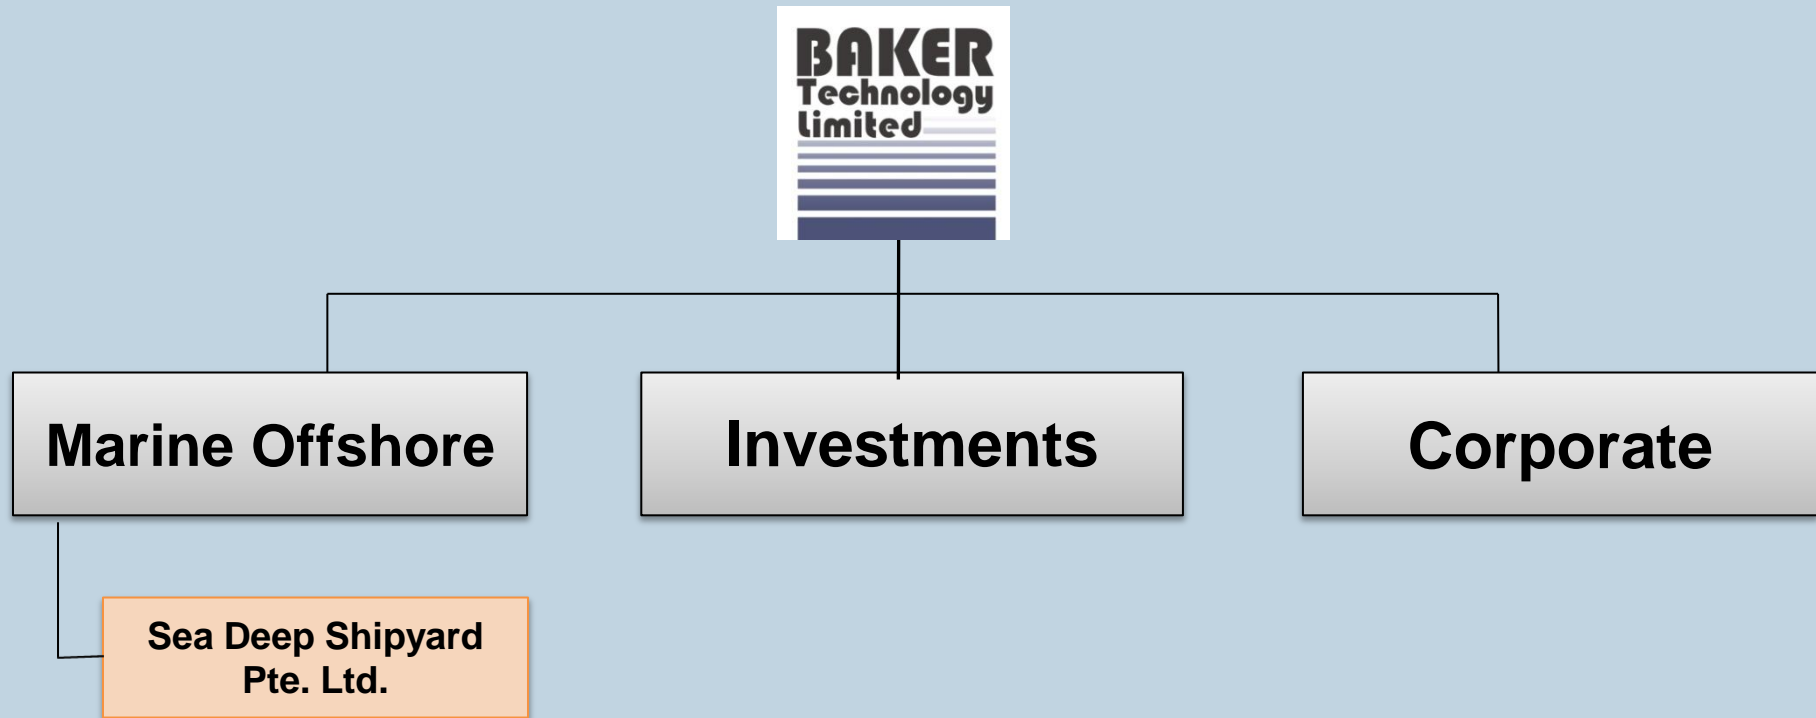 BAKER
Technology
Limited
Marine Offshore
Investments
Corporate
Sea Deep Shipyard
Pte. Ltd.